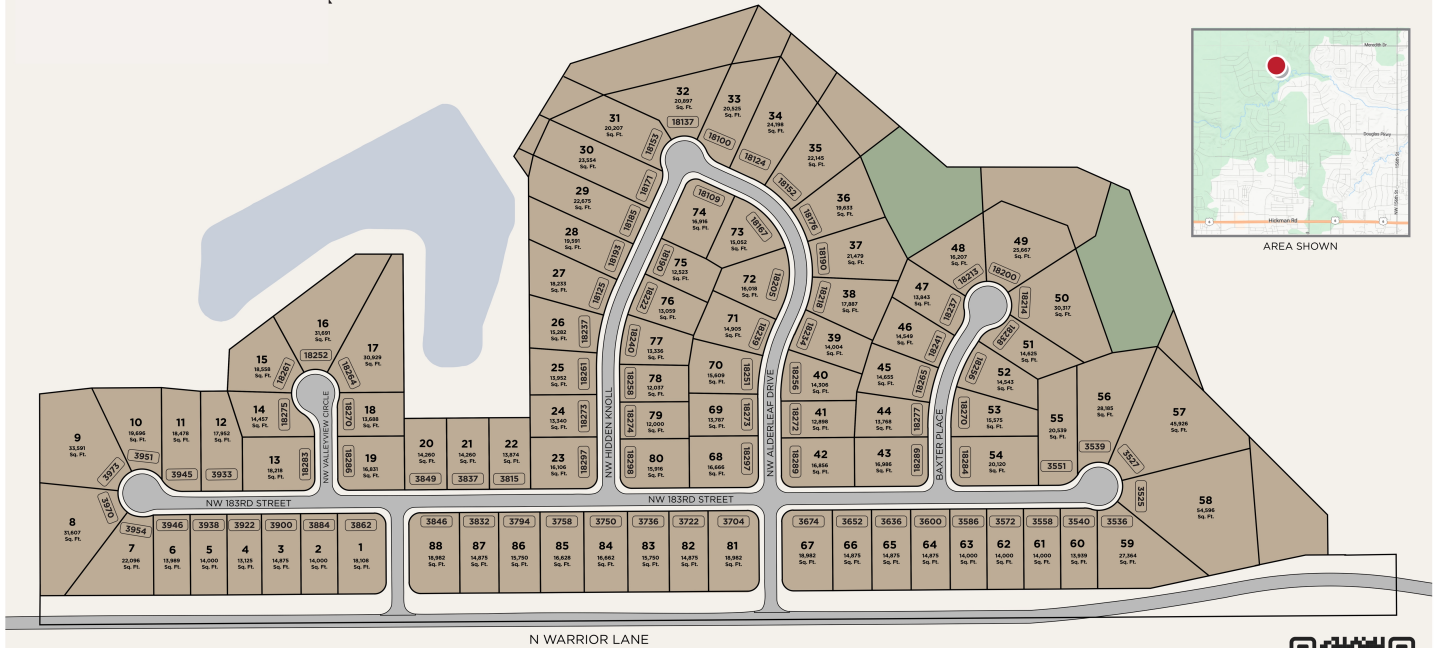 32
20,897
Sq. Ft.
18137
33
20,525
Sq. Ft.
18100
34
24,198
Sq. Ft.
18124
31
20,207
Sq. Ft.
18153
30
23,554
Sq. Ft.
18171
35
22,145
Sq. Ft.
18152
29
22,675
Sq. Ft.
18185
36
19,633
Sq. Ft.
18176
28
19,591
Sq. Ft.
18193
37
21,479
Sq. Ft.
18190
27
18,233
Sq. Ft.
18125
38
17,887
Sq. Ft.
18218
26
15,282
Sq. Ft.
18237
39
14,004
Sq. Ft.
18234
25
13,952
Sq. Ft.
18261
40
14,306
Sq. Ft.
18256
24
13,340
Sq. Ft.
18273
41
12,898
Sq. Ft.
18272
23
16,106
Sq. Ft.
18297
42
16,856
Sq. Ft.
18289
74
16,916
Sq. Ft.
18109
73
15,052
Sq. Ft.
18167
75
12,523
Sq. Ft.
18190
72
16,018
Sq. Ft.
18205
76
13,059
Sq. Ft.
18222
71
14,905
Sq. Ft.
18239
77
13,336
Sq. Ft.
18240
70
15,609
Sq. Ft.
18251
78
12,037
Sq. Ft.
18258
69
13,767
Sq. Ft.
18273
79
12,000
Sq. Ft.
18274
68
16,666
Sq. Ft.
18297
80
15,916
Sq. Ft.
18298
48
16,207
Sq. Ft.
18213
49
25,667
Sq. Ft.
18200
47
13,843
Sq. Ft.
18237
50
30,317
Sq. Ft.
18214
46
14,549
Sq. Ft.
18241
51
14,625
Sq. Ft.
18238
45
14,655
Sq. Ft.
18265
52
14,543
Sq. Ft.
18256
44
13,768
Sq. Ft.
18277
53
15,575
Sq. Ft.
18270
43
16,986
Sq. Ft.
18289
54
20,120
Sq. Ft.
18284
55
20,539
Sq. Ft.
3551
56
28,185
Sq. Ft.
3539
57
45,926
Sq. Ft.
3527
58
54,596
Sq. Ft.
3525
16
31,691
Sq. Ft.
18252
15
18,558
Sq. Ft.
18261
17
30,929
Sq. Ft.
18264
14
14,457
Sq. Ft.
18275
18
13,688
Sq. Ft.
18270
13
18,218
Sq. Ft.
18283
19
16,831
Sq. Ft.
18286
9
33,591
Sq. Ft.
3973
10
19,696
Sq. Ft.
3951
11
18,478
Sq. Ft.
3945
12
17,952
Sq. Ft.
3933
20
14,260
Sq. Ft.
3849
21
14,260
Sq. Ft.
3837
22
13,874
Sq. Ft.
3815
8
31,607
Sq. Ft.
3970
NW VALLEYVIEW CIRCLE
NW HIDDEN KNOLL
NW ALDERLEAF DRIVE
BAXTER PLACE
NW 183RD STREET
NW 183RD STREET
3954
7
22,096
Sq. Ft.
3946
6
13,989
Sq. Ft.
3938
5
14,000
Sq. Ft.
3922
4
13,125
Sq. Ft.
3900
3
14,875
Sq. Ft.
3884
2
14,000
Sq. Ft.
3862
1
18,108
Sq. Ft.
3846
88
18,982
Sq. Ft.
3832
87
14,875
Sq. Ft.
3794
86
15,750
Sq. Ft.
3758
85
16,628
Sq. Ft.
3750
84
16,662
Sq. Ft.
3736
83
15,750
Sq. Ft.
3722
82
14,875
Sq. Ft.
3704
81
18,982
Sq. Ft.
3674
67
18,982
Sq. Ft.
3652
66
14,875
Sq. Ft.
3636
65
14,875
Sq. Ft.
3600
64
14,875
Sq. Ft.
3586
63
14,000
Sq. Ft.
3572
62
14,000
Sq. Ft.
3558
61
14,000
Sq. Ft.
3540
60
13,939
Sq. Ft.
3536
59
27,364
Sq. Ft.
N WARRIOR LANE
Meredith Dr
Douglas Pkwy
156th St
NW 156th St
Hickman Rd
AREA SHOWN